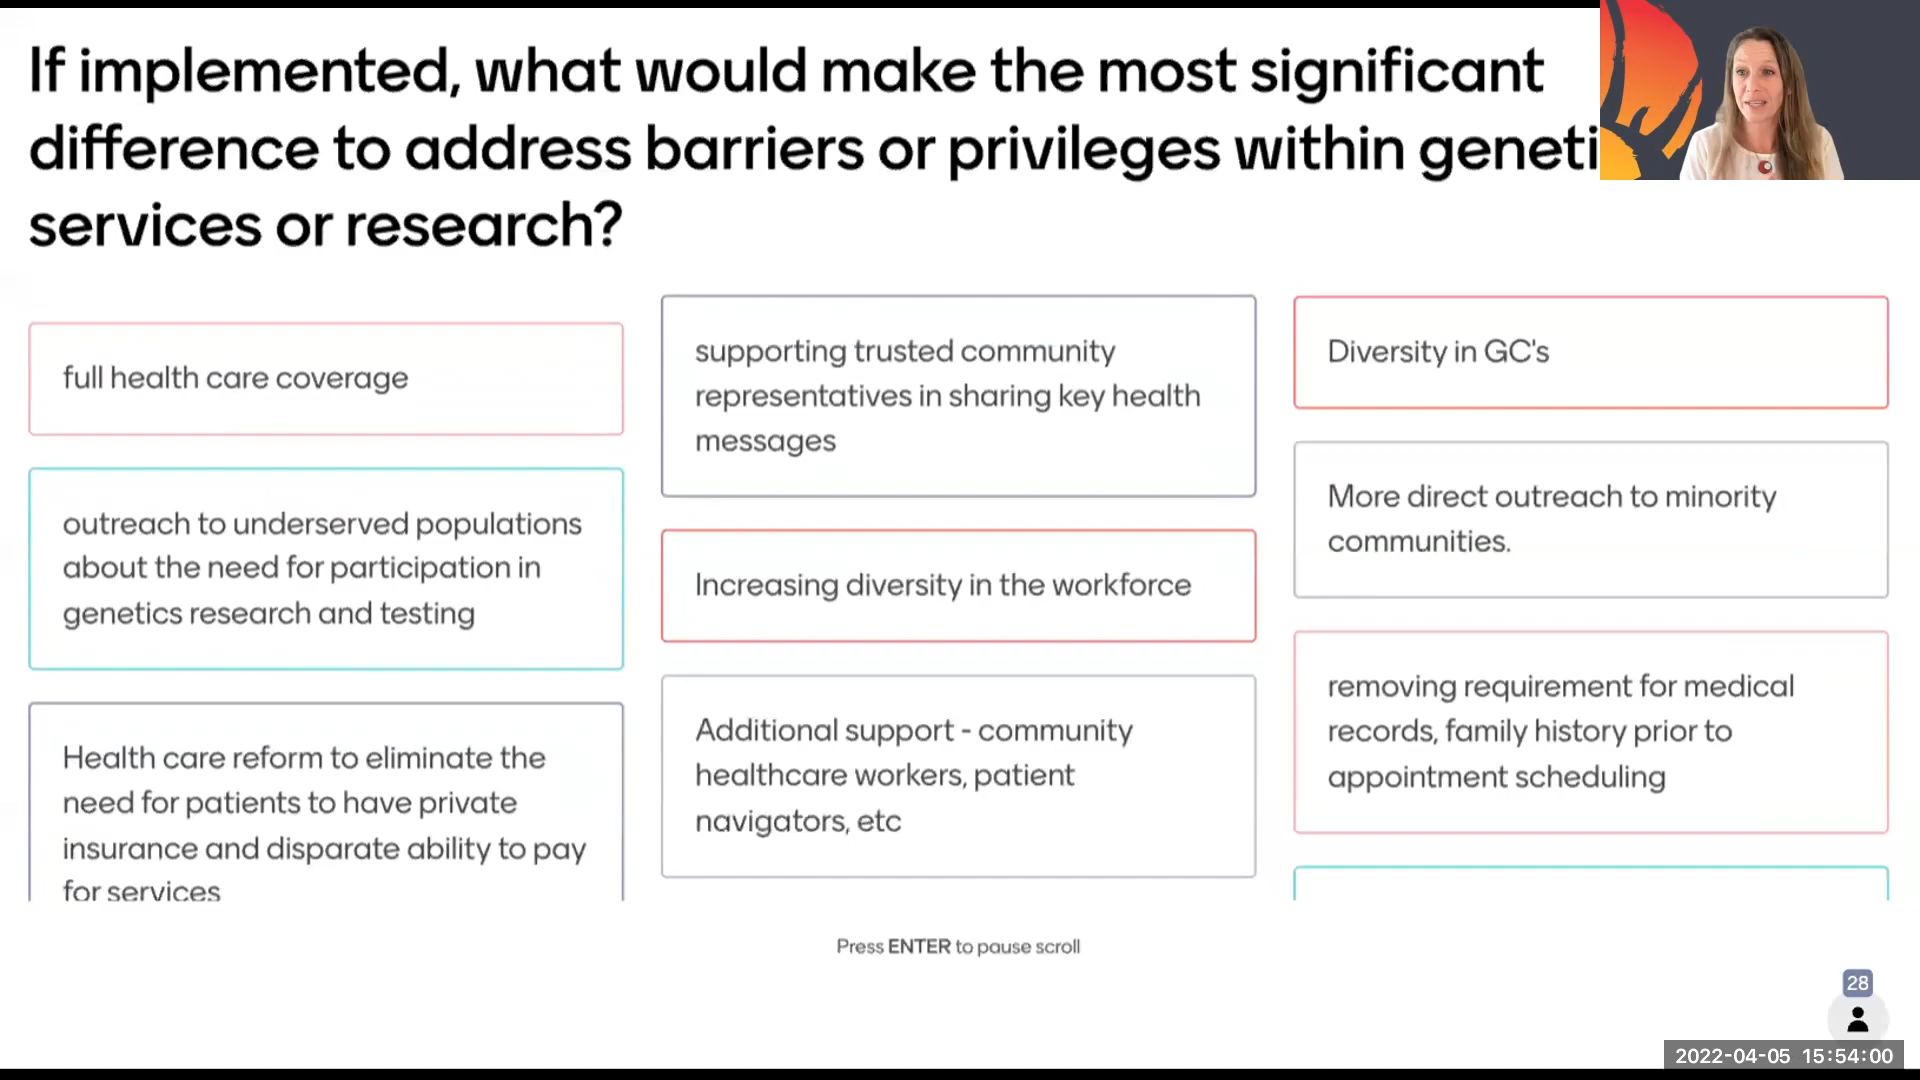 If implemented, what would make the most significant
difference to address barriers or privileges within geneti
services or research?
full health care coverage
outreach to underserved populations
about the need for participation in
genetics research and testing
Health care reform to eliminate the
need for patients to have private
insurance and disparate ability to pay
for services
supporting trusted community
representatives in sharing key health
messages
Increasing diversity in the workforce
Additional support - community
healthcare workers, patient
navigators, etc
Diversity in GC's
More direct outreach to minority
communities.
removing requirement for medical
records, family history prior to
appointment scheduling
Press ENTER to pause scroll
28
2022-04-05 15:54:00